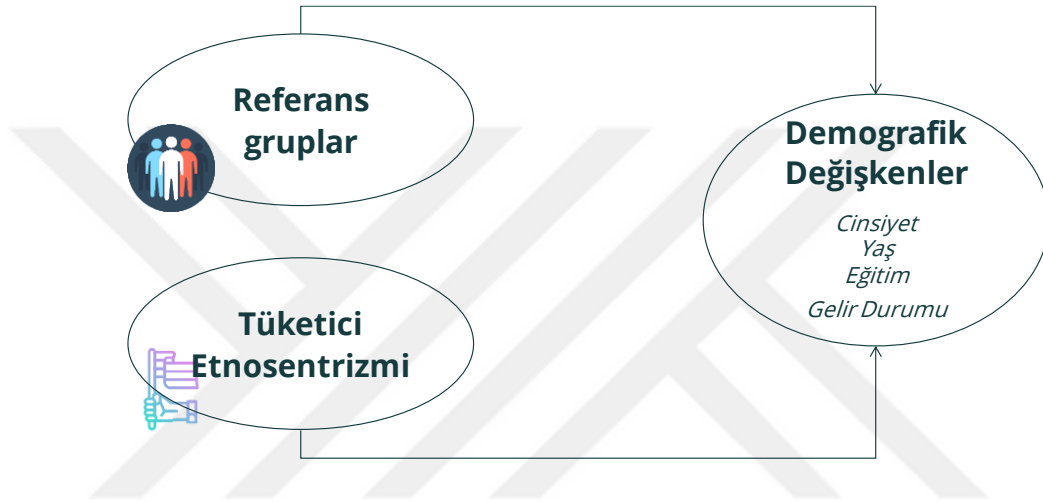 Referans
gruplar
Demografik
Değişkenler
Cinsiyet
Yaş
Eğitim
Gelir Durumu
Tüketici
Etnosentrizmi